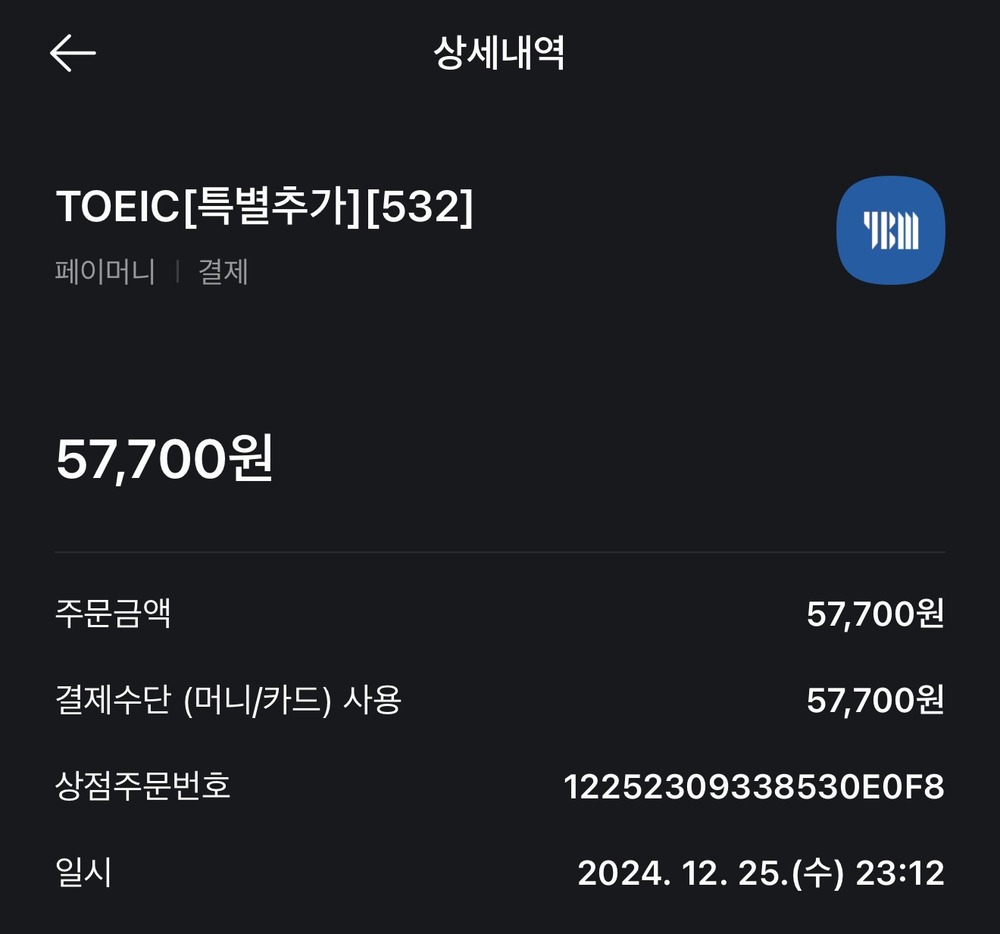 상세내역
TOEIC[특별추가][532]
YBM
페이머니 | 결제
57,700원
주문금액 57,700원
결제수단 (머니/카드) 사용 57,700원
상점주문번호 12252309338530E0F8
일시 2024. 12. 25.(수) 23:12